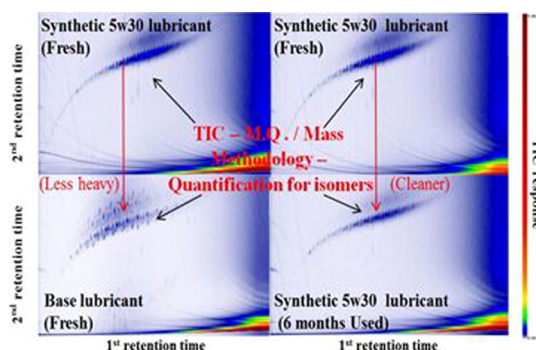 Synthetic 5w30 lubricant
(Fresh)
Synthetic 5w30 lubricant
(Fresh)
TIC – M.Q. / Mass
Methodology –
Quantification for isomers
(Less heavy)
(Cleaner)
Base lubricant
(Fresh)
Synthetic 5w30 lubricant
(6 months Used)
2nd retention time
2nd retention time
1st retention time
1st retention time
TIC response